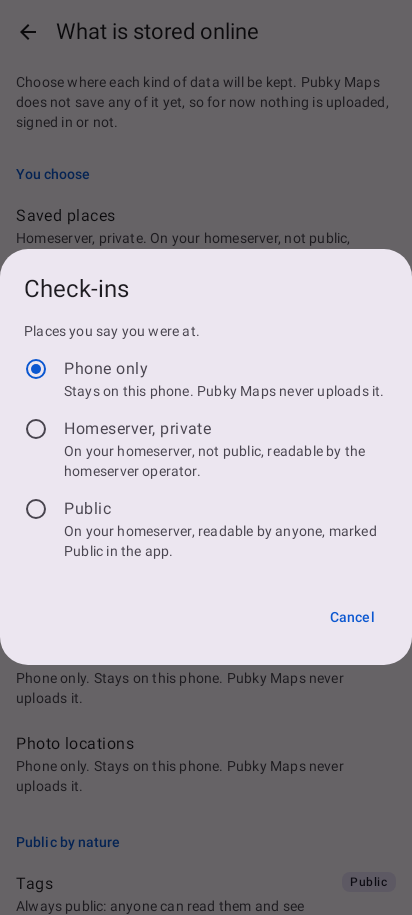 What is stored online
Choose where each kind of data will be kept. Pubky Maps
does not save any of it yet, so for now nothing is uploaded,
signed in or not.
You choose
Saved places
Homeserver, private. On your homeserver, not public,
Check-ins
Places you say you were at.
Phone only
Stays on this phone. Pubky Maps never uploads it.
Homeserver, private
On your homeserver, not public, readable by the
homeserver operator.
Public
On your homeserver, readable by anyone, marked
Public in the app.
Cancel
Phone only. Stays on this phone. Pubky Maps never
uploads it.
Photo locations
Phone only. Stays on this phone. Pubky Maps never
uploads it.
Public by nature
Tags
Public
Always public: anyone can read them and see